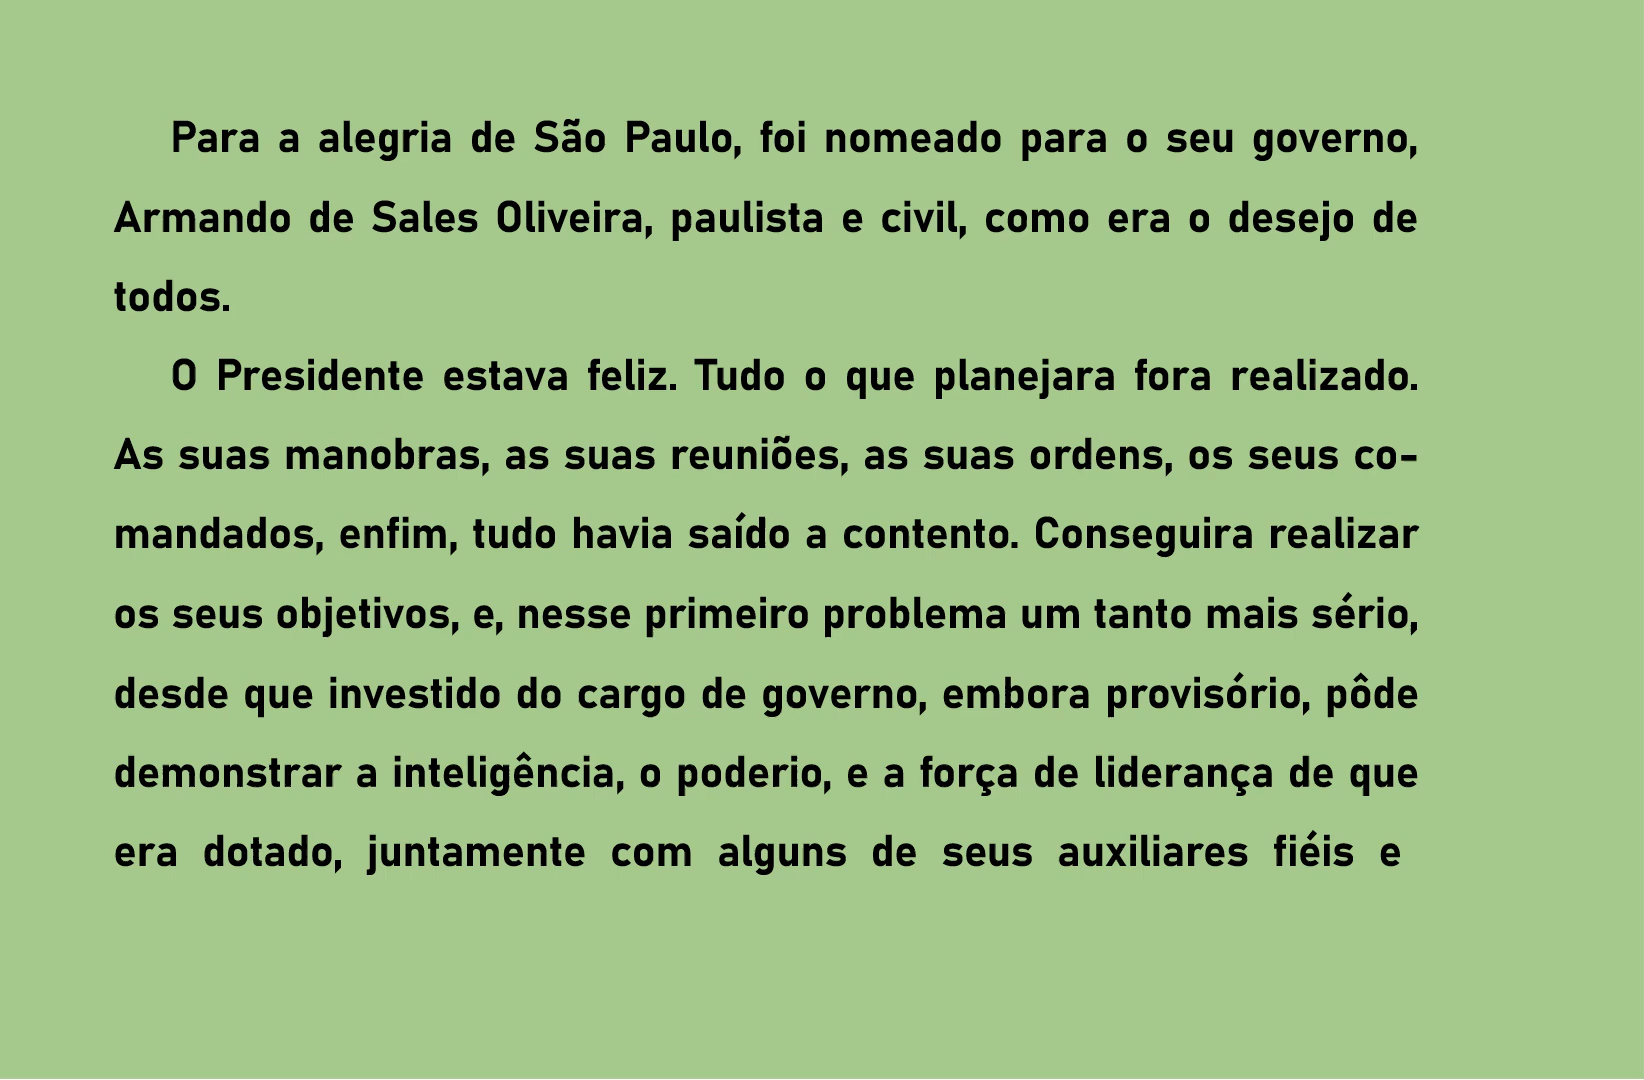 Para a alegria de São Paulo, foi nomeado para o seu governo,
Armando de Sales Oliveira, paulista e civil, como era o desejo de
todos.
O Presidente estava feliz. Tudo o que planejara fora realizado.
As suas manobras, as suas reuniões, as suas ordens, os seus co-
mandados, enfim, tudo havia saído a contento. Conseguira realizar
os seus objetivos, e, nesse primeiro problema um tanto mais sério,
desde que investido do cargo de governo, embora provisório, pôde
demonstrar a inteligência, o poderio, e a força de liderança de que
era dotado, juntamente com alguns de seus auxiliares fiéis e